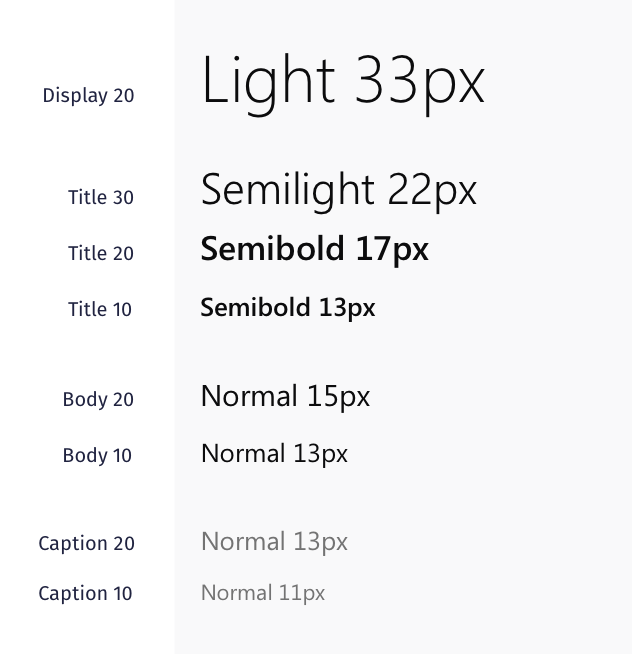 Display 20 Light 33px
Title 30 Semilight 22px
Title 20 Semibold 17px
Title 10 Semibold 13px
Body 20 Normal 15px
Body 10 Normal 13px
Caption 20 Normal 13px
Caption 10 Normal 11px